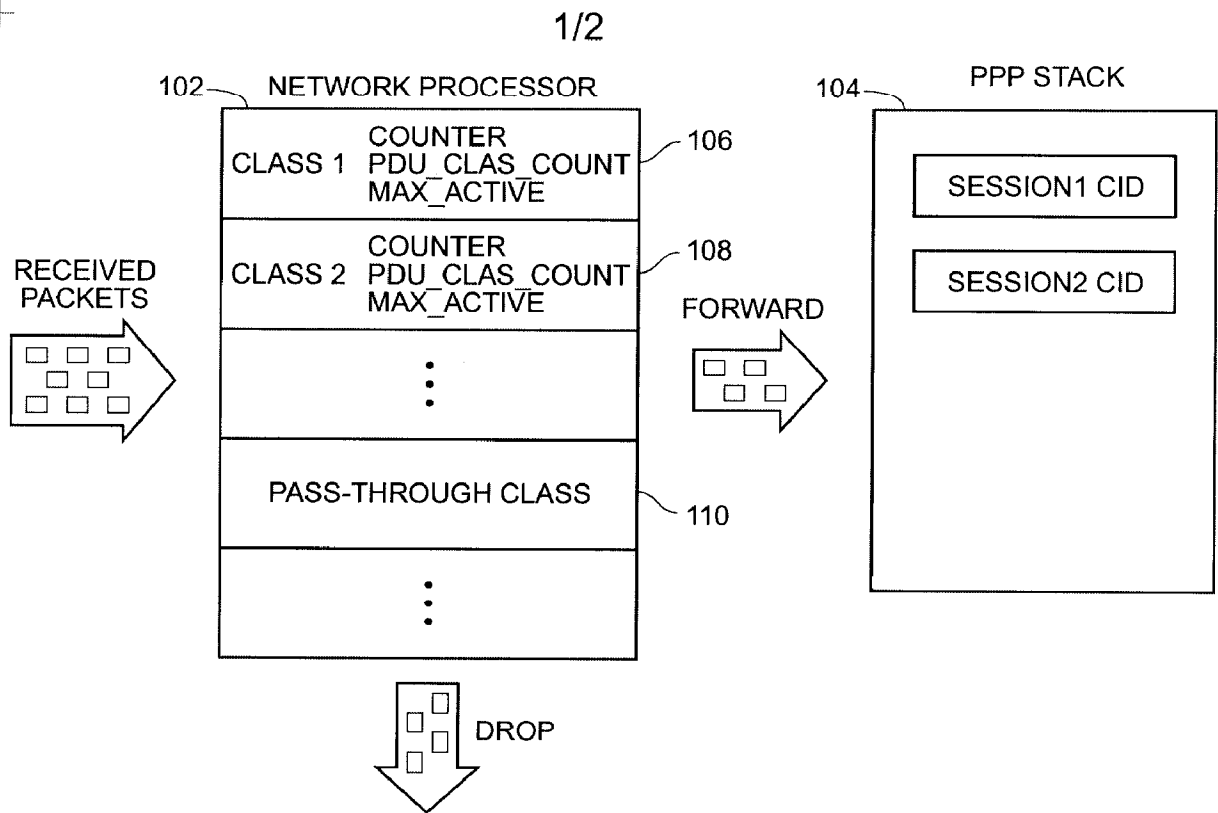 1/2
102
NETWORK PROCESSOR
CLASS 1
COUNTER
PDU_CLAS_COUNT
MAX_ACTIVE
106
CLASS 2
COUNTER
PDU_CLAS_COUNT
MAX_ACTIVE
108
RECEIVED
PACKETS
PASS-THROUGH CLASS
110
DROP
FORWARD
104
PPP STACK
SESSION1 CID
SESSION2 CID